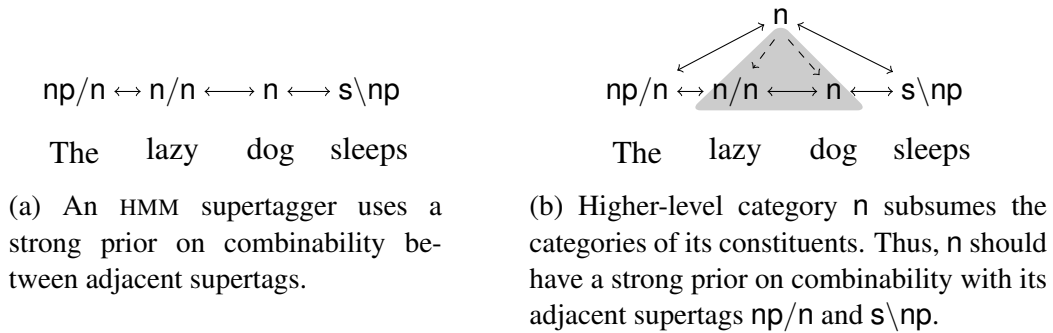 np/n ↔ n/n ↔ n ↔ s\np
The lazy dog sleeps
(a) An HMM supertagger uses a
strong prior on combinability be-
tween adjacent supertags.
n
np/n ↔ n/n ↔ n ↔ s\np
The lazy dog sleeps
(b) Higher-level category n subsumes the
categories of its constituents. Thus, n should
have a strong prior on combinability with its
adjacent supertags np/n and s\np.